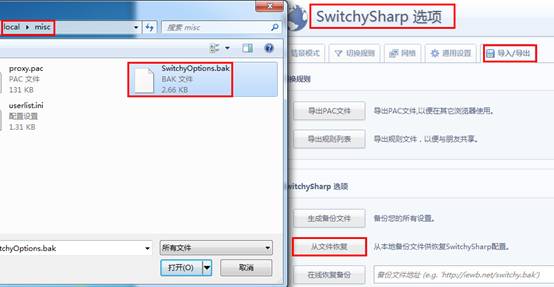 local ▸ misc
搜索 misc
proxy.pac
PAC 文件
131 KB
SwitchyOptions.bak
BAK 文件
2.66 KB
userlist.ini
配置设置
1.31 KB
tchyOptions.bak
所有文件
打开(O)
取消
SwitchySharp 选项
情景模式
切换规则
网络
通用设置
导入/导出
换规则
导出PAC文件
导出PAC文件,以便在其它浏览器使用。
导出规则列表
导出规则文件,以便与朋友共享。
witchySharp 选项
生成备份文件
备份您的所有设置。
从文件恢复
从本地备份文件供恢复SwitchySharp配置。
在线恢复备份
备份文件地址 (e.g. 'http://iewb.net/switchy.bak')